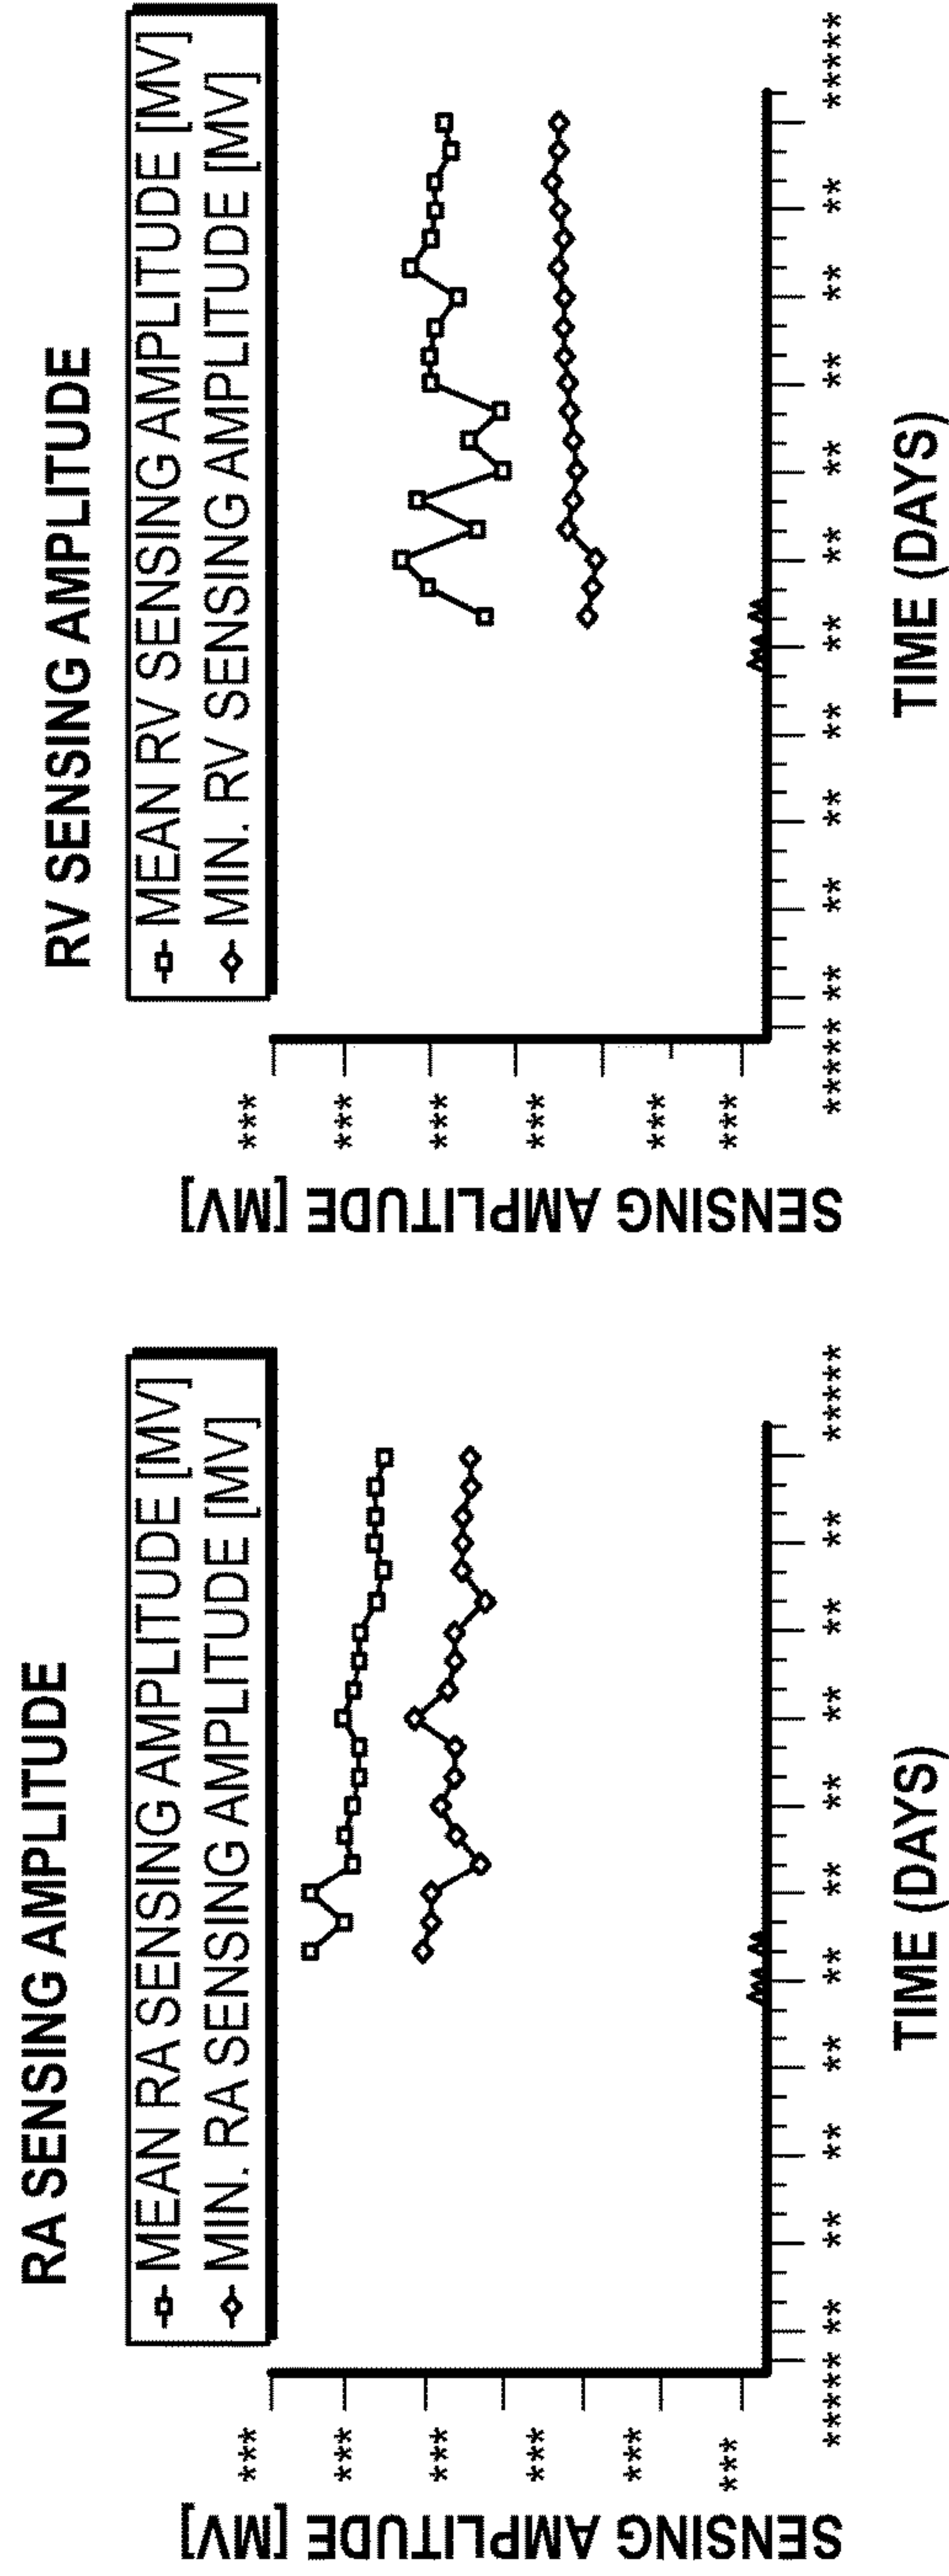 RA SENSING AMPLITUDE
MEAN RA SENSING AMPLITUDE [MV]
MIN. RA SENSING AMPLITUDE [MV]
SENSING AMPLITUDE [MV]
***
***
***
***
***
***
***** ** ** ** ** ** ** ** ** ** ** ****
TIME (DAYS)
RV SENSING AMPLITUDE
MEAN RV SENSING AMPLITUDE [MV]
MIN. RV SENSING AMPLITUDE [MV]
SENSING AMPLITUDE [MV]
***
***
***
***
***
***
***** ** ** ** ** ** ** ** ** ** ** ****
TIME (DAYS)